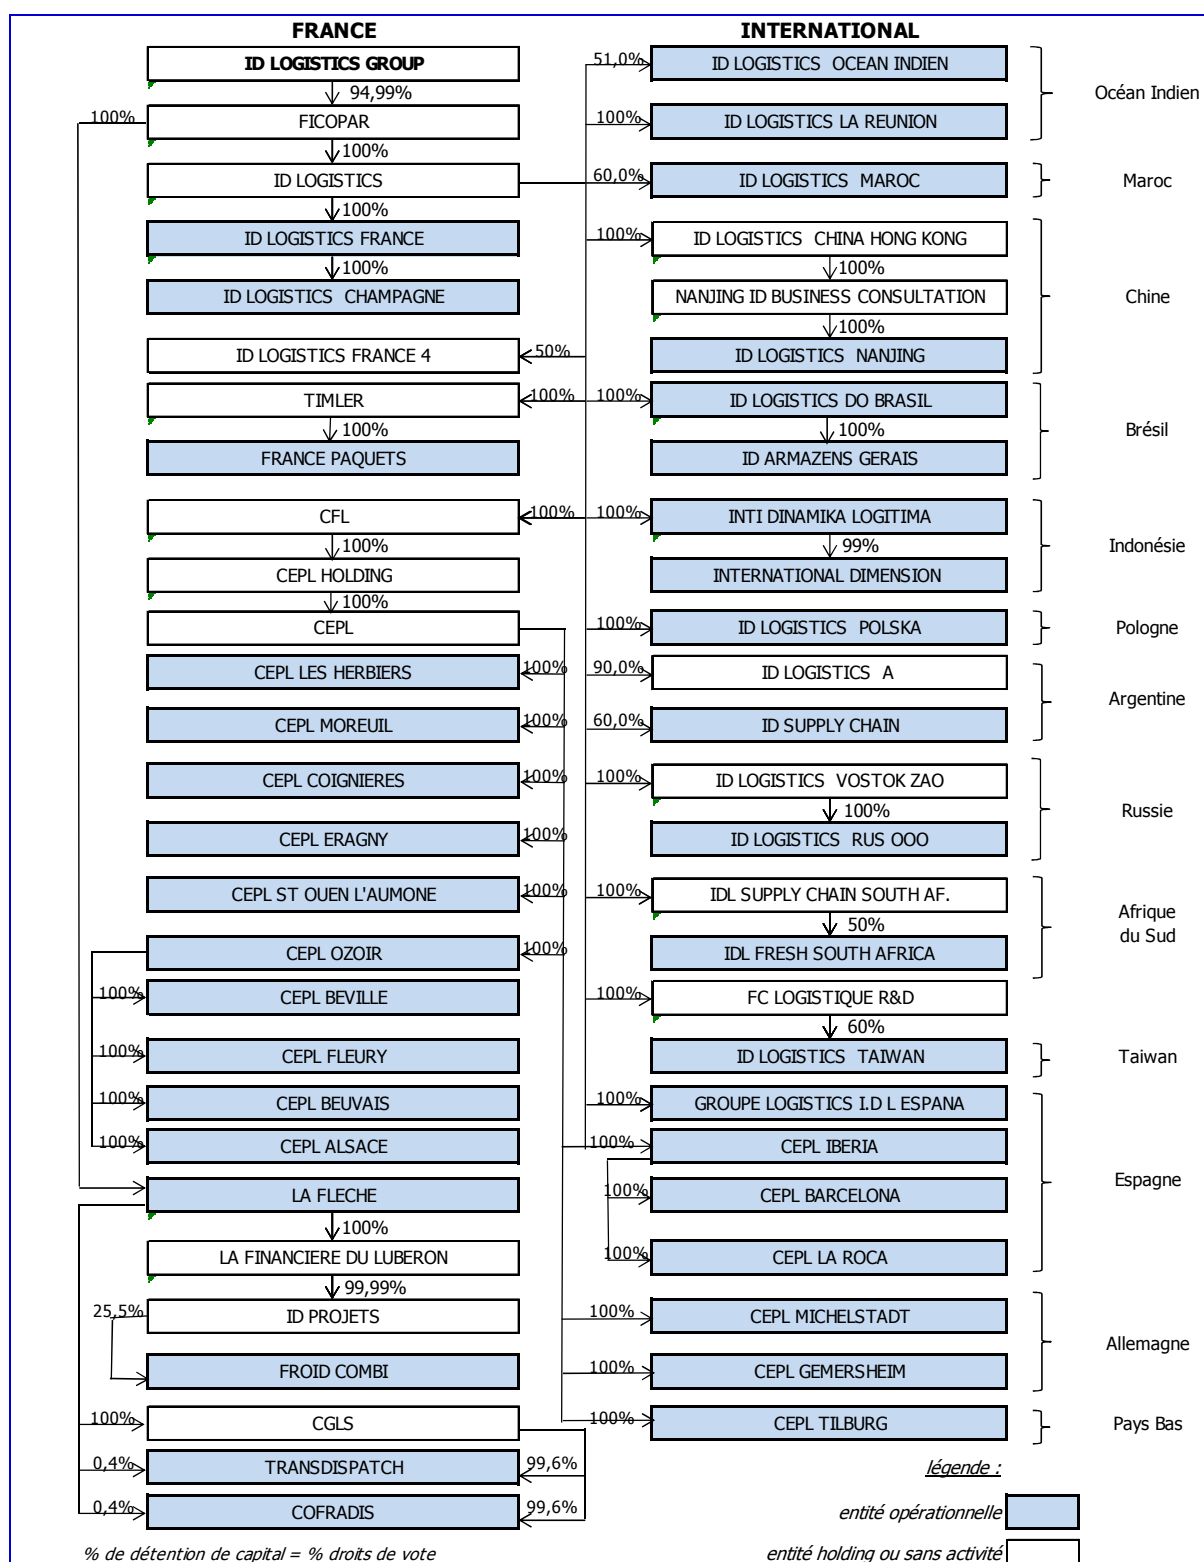 FRANCE
INTERNATIONAL
ID LOGISTICS GROUP
51,0%
ID LOGISTICS OCEAN INDIEN
94,99%
Océan Indien
100%
FICOPAR
100%
ID LOGISTICS LA REUNION
100%
ID LOGISTICS
60,0%
ID LOGISTICS MAROC
Maroc
100%
ID LOGISTICS FRANCE
100%
ID LOGISTICS CHINA HONG KONG
100%
100%
ID LOGISTICS CHAMPAGNE
NANJING ID BUSINESS CONSULTATION
Chine
100%
ID LOGISTICS FRANCE 4
50%
ID LOGISTICS NANJING
TIMLER
100%
100%
ID LOGISTICS DO BRASIL
100%
100%
Brésil
FRANCE PAQUETS
ID ARMAZENS GERAIS
CFL
100%
100%
INTI DINAMIKA LOGITIMA
100%
99%
Indonésie
CEPL HOLDING
INTERNATIONAL DIMENSION
100%
CEPL
100%
ID LOGISTICS POLSKA
Pologne
CEPL LES HERBIERS
100%
90,0%
ID LOGISTICS A
Argentine
CEPL MOREUIL
100%
60,0%
ID SUPPLY CHAIN
CEPL COIGNIERES
100%
100%
ID LOGISTICS VOSTOK ZAO
100%
Russie
CEPL ERAGNY
100%
ID LOGISTICS RUS OOO
CEPL ST OUEN L'AUMONE
100%
100%
IDL SUPPLY CHAIN SOUTH AF.
50%
Afrique
du Sud
CEPL OZOIR
100%
IDL FRESH SOUTH AFRICA
100%
CEPL BEVILLE
100%
FC LOGISTIQUE R&D
60%
100%
CEPL FLEURY
ID LOGISTICS TAIWAN
Taiwan
100%
CEPL BEUVAIS
100%
GROUPE LOGISTICS I.D L ESPANA
100%
CEPL ALSACE
100%
CEPL IBERIA
Espagne
LA FLECHE
100%
CEPL BARCELONA
100%
LA FINANCIERE DU LUBERON
100%
CEPL LA ROCA
99,99%
25,5%
ID PROJETS
100%
CEPL MICHELSTADT
Allemagne
FROID COMBI
100%
CEPL GEMERSHEIM
100%
CGLS
100%
CEPL TILBURG
Pays Bas
0,4%
TRANSDISPATCH
99,6%
légende :
0,4%
COFRADIS
99,6%
entité opérationnelle
% de détention de capital = % droits de vote
entité holding ou sans activité